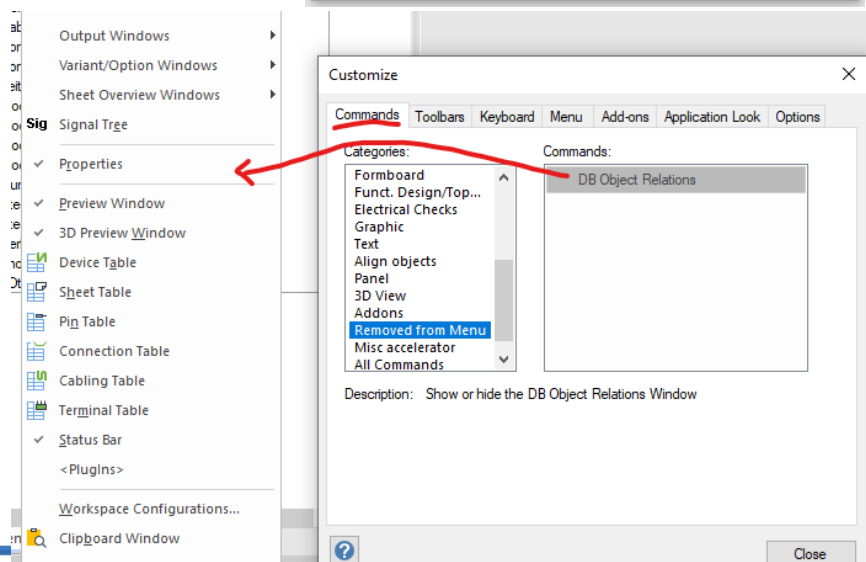 Output Windows
Variant/Option Windows
Sheet Overview Windows
Sig Signal Tree
Properties
Preview Window
3D Preview Window
Device Table
Sheet Table
Pin Table
Connection Table
Cabling Table
Terminal Table
Status Bar
<PlugIns>
Workspace Configurations...
Clipboard Window
Customize
Commands Toolbars Keyboard Menu Add-ons Application Look Options
Categories: Commands:
Formboard
Funct. Design/Top...
Electrical Checks
Graphic
Text
Align objects
Panel
3D View
Addons
Removed from Menu
Misc accelerator
All Commands
DB Object Relations
Description: Show or hide the DB Object Relations Window
?
Close